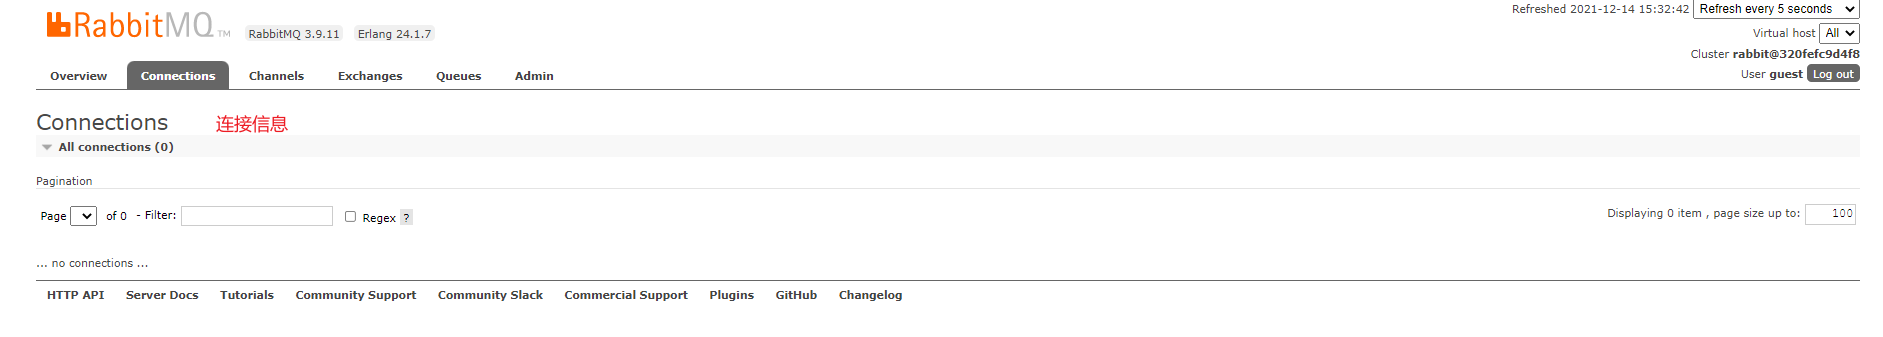 RabbitMQ TM RabbitMQ 3.9.11 Erlang 24.1.7
Refreshed 2021-12-14 15:32:42 Refresh every 5 seconds
Virtual host All
Cluster rabbit@320fefc9d4f8
User guest Log out
Overview Connections Channels Exchanges Queues Admin
Connections 连接信息
All connections (0)
Pagination
Page of 0 - Filter: Regex ? Displaying 0 item , page size up to: 100
... no connections ...
HTTP API Server Docs Tutorials Community Support Community Slack Commercial Support Plugins GitHub Changelog